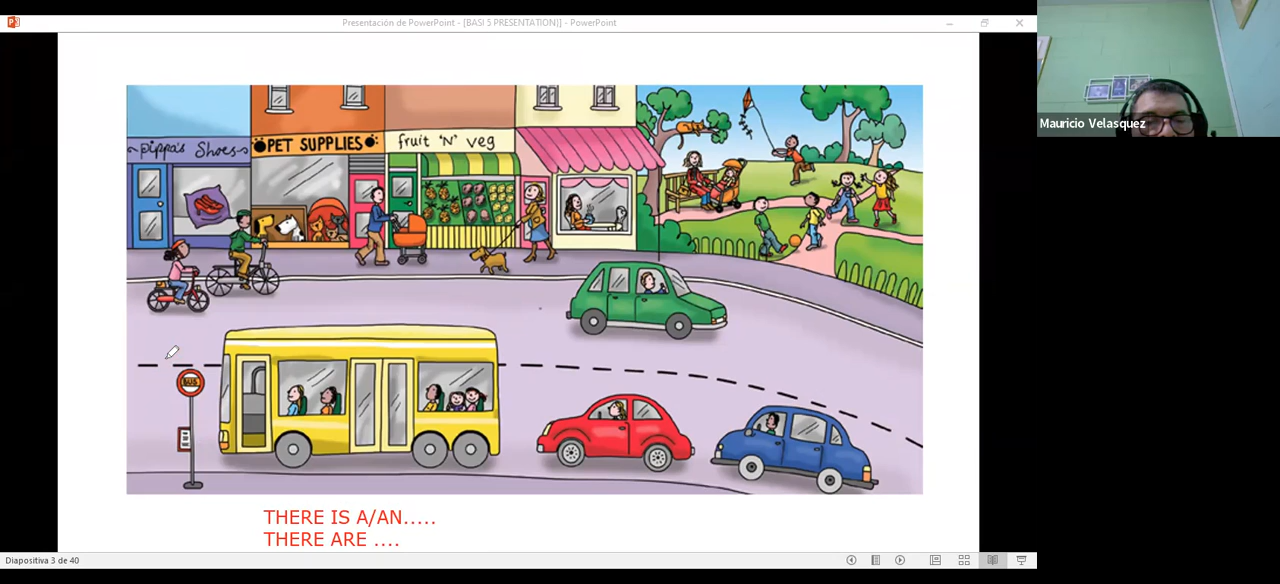 Presentación de PowerPoint - [BASI 5 PRESENTATION)] - PowerPoint
Mauricio Velasquez
pippa's Shoes
PET SUPPLIES
fruit 'N' veg
BUS
THERE IS A/AN.....
THERE ARE ....
Diapositiva 3 de 40